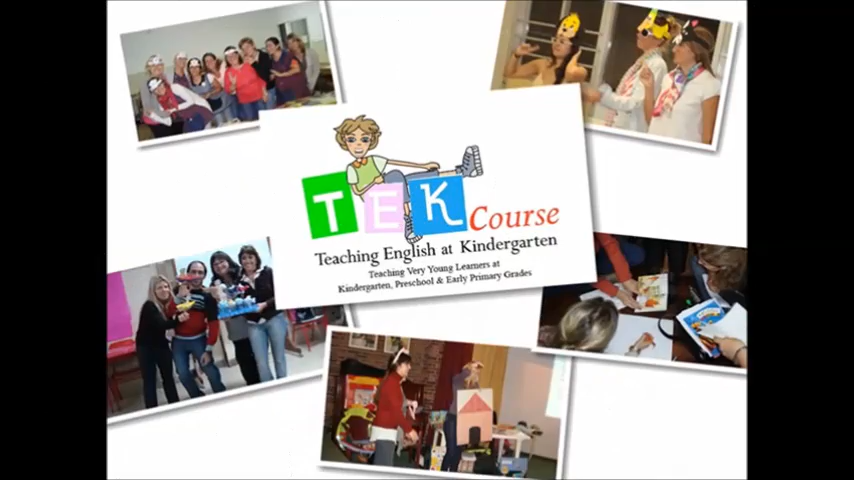 TEK Course
Teaching English at Kindergarten
Teaching Very Young Learners at
Kindergarten, Preschool & Early Primary Grades